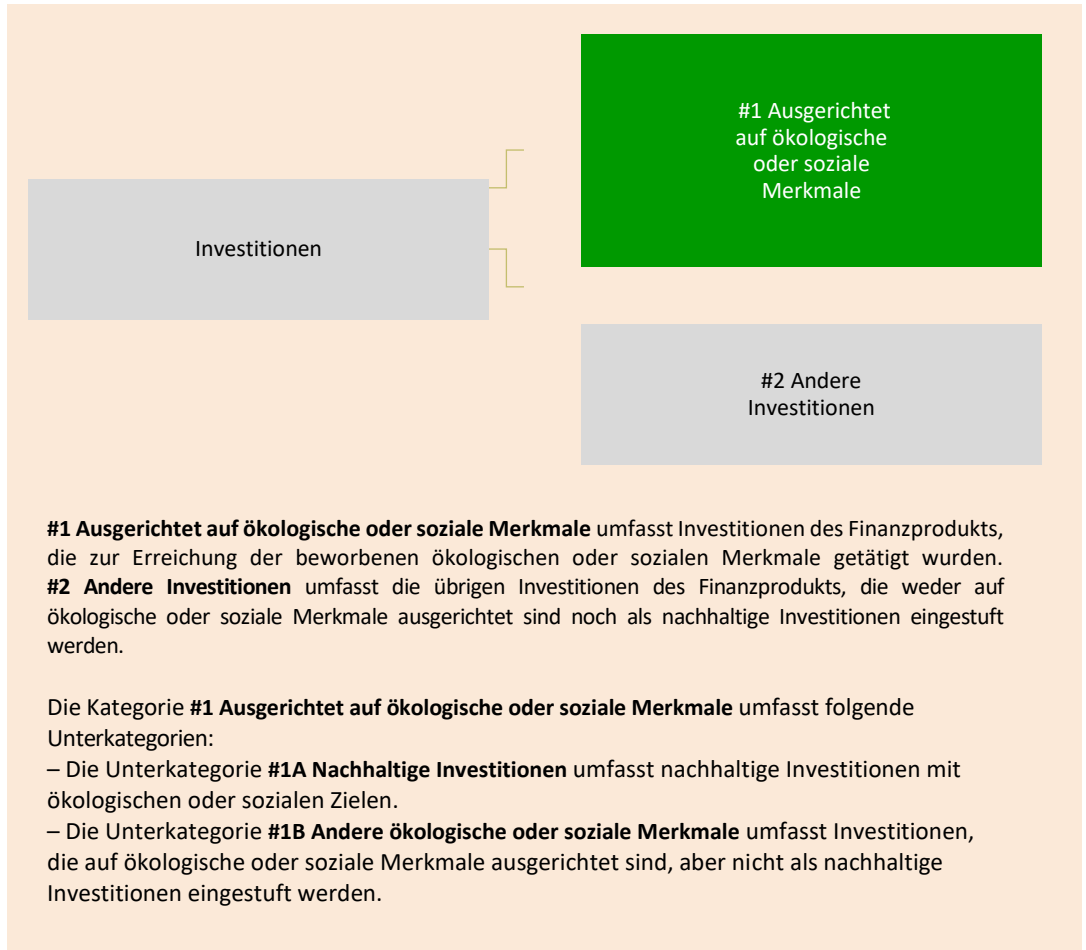 #1 Ausgerichtet
auf ökologische
oder soziale
Merkmale
Investitionen
#2 Andere
Investitionen
#1 Ausgerichtet auf ökologische oder soziale Merkmale umfasst Investitionen des Finanzprodukts,
die zur Erreichung der beworbenen ökologischen oder sozialen Merkmale getätigt wurden.
#2 Andere Investitionen umfasst die übrigen Investitionen des Finanzprodukts, die weder auf
ökologische oder soziale Merkmale ausgerichtet sind noch als nachhaltige Investitionen eingestuft
werden.
Die Kategorie #1 Ausgerichtet auf ökologische oder soziale Merkmale umfasst folgende
Unterkategorien:
– Die Unterkategorie #1A Nachhaltige Investitionen umfasst nachhaltige Investitionen mit
ökologischen oder sozialen Zielen.
– Die Unterkategorie #1B Andere ökologische oder soziale Merkmale umfasst Investitionen,
die auf ökologische oder soziale Merkmale ausgerichtet sind, aber nicht als nachhaltige
Investitionen eingestuft werden.